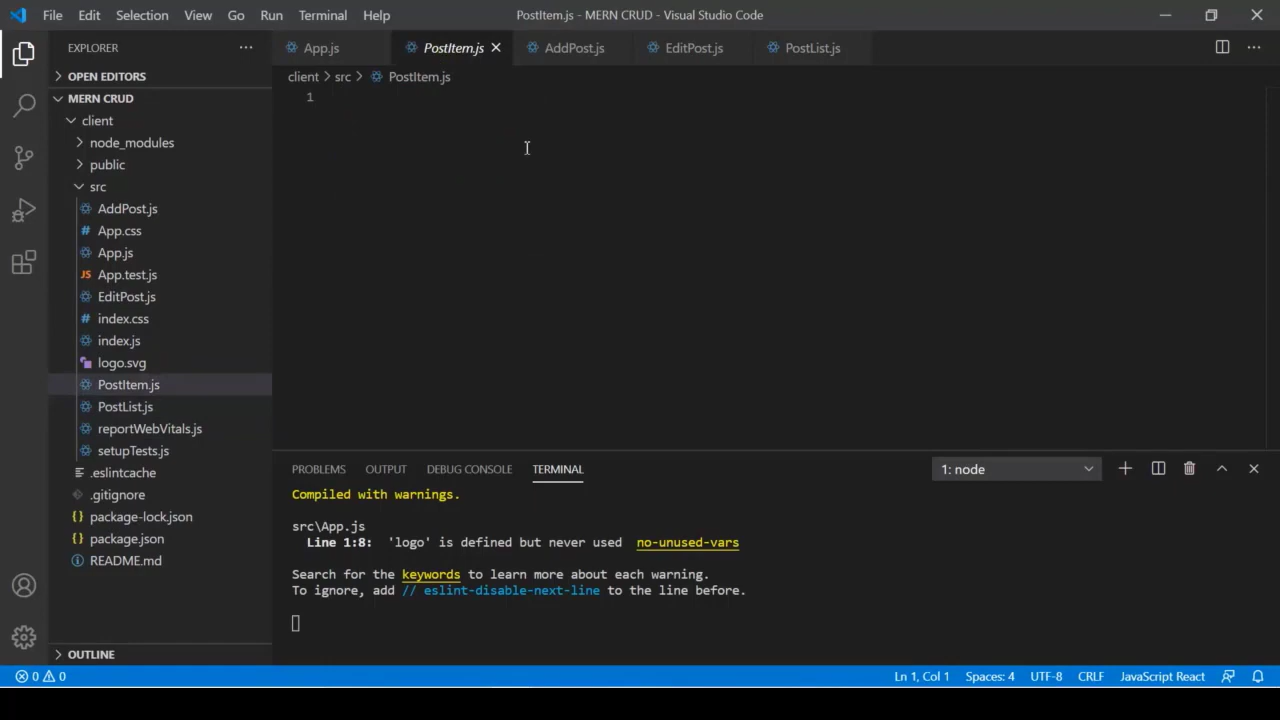 File Edit Selection View Go Run Terminal Help PostItem.js - MERN CRUD - Visual Studio Code
EXPLORER
App.js PostItem.js AddPost.js EditPost.js PostList.js
OPEN EDITORS
client src PostItem.js
MERN CRUD
1
client
node_modules
public
src
AddPost.js
# App.css
App.js
JS App.test.js
EditPost.js
# index.css
index.js
logo.svg
PostItem.js
PostList.js
reportWebVitals.js
setupTests.js
.eslintcache
.gitignore
{} package-lock.json
{} package.json
README.md
OUTLINE
PROBLEMS OUTPUT DEBUG CONSOLE TERMINAL 1: node
Compiled with warnings.
src\App.js
Line 1:8: 'logo' is defined but never used no-unused-vars
Search for the keywords to learn more about each warning.
To ignore, add // eslint-disable-next-line to the line before.
0 0 Ln 1, Col 1 Spaces: 4 UTF-8 CRLF JavaScript React